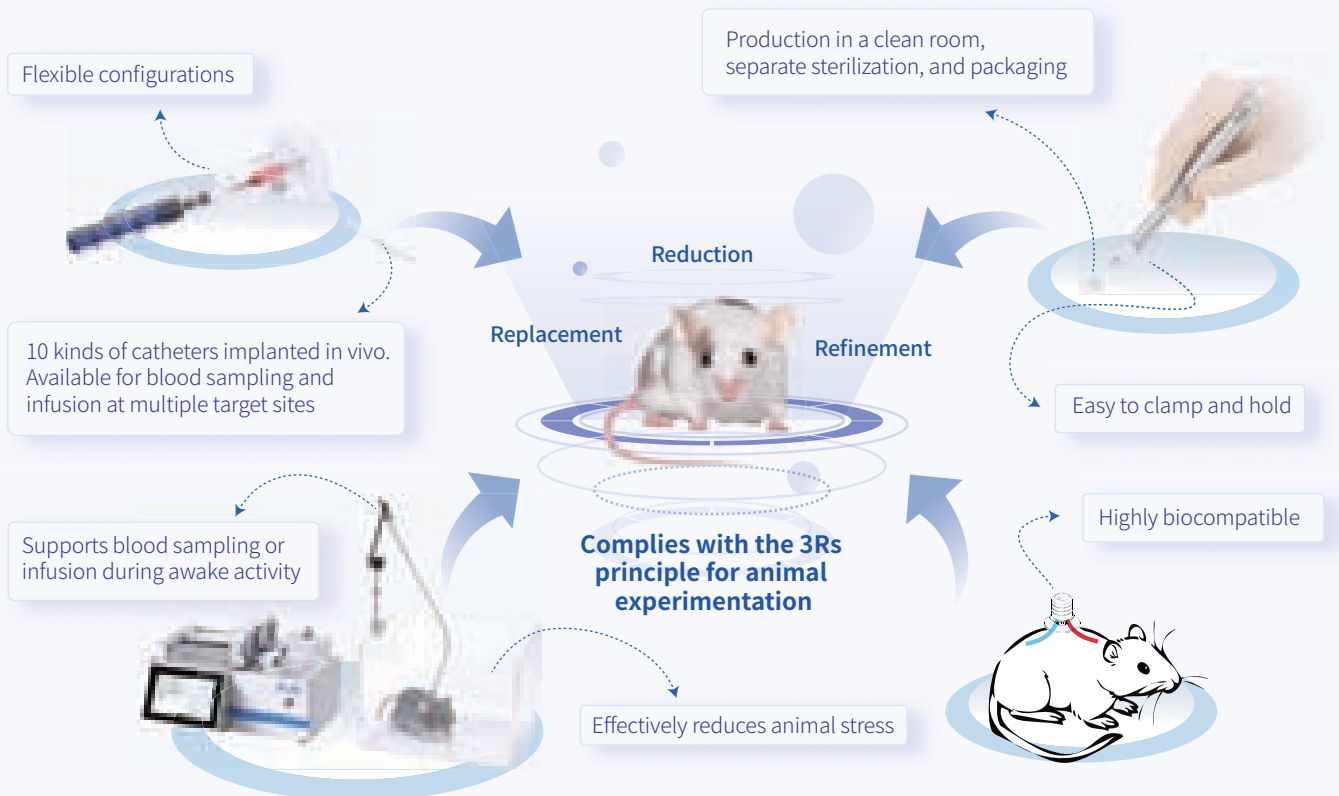 Flexible configurations
Production in a clean room,
separate sterilization, and packaging
Reduction
Replacement
Refinement
10 kinds of catheters implanted in vivo.
Available for blood sampling and
infusion at multiple target sites
Easy to clamp and hold
Supports blood sampling or
infusion during awake activity
Complies with the 3Rs
principle for animal
experimentation
Highly biocompatible
Effectively reduces animal stress